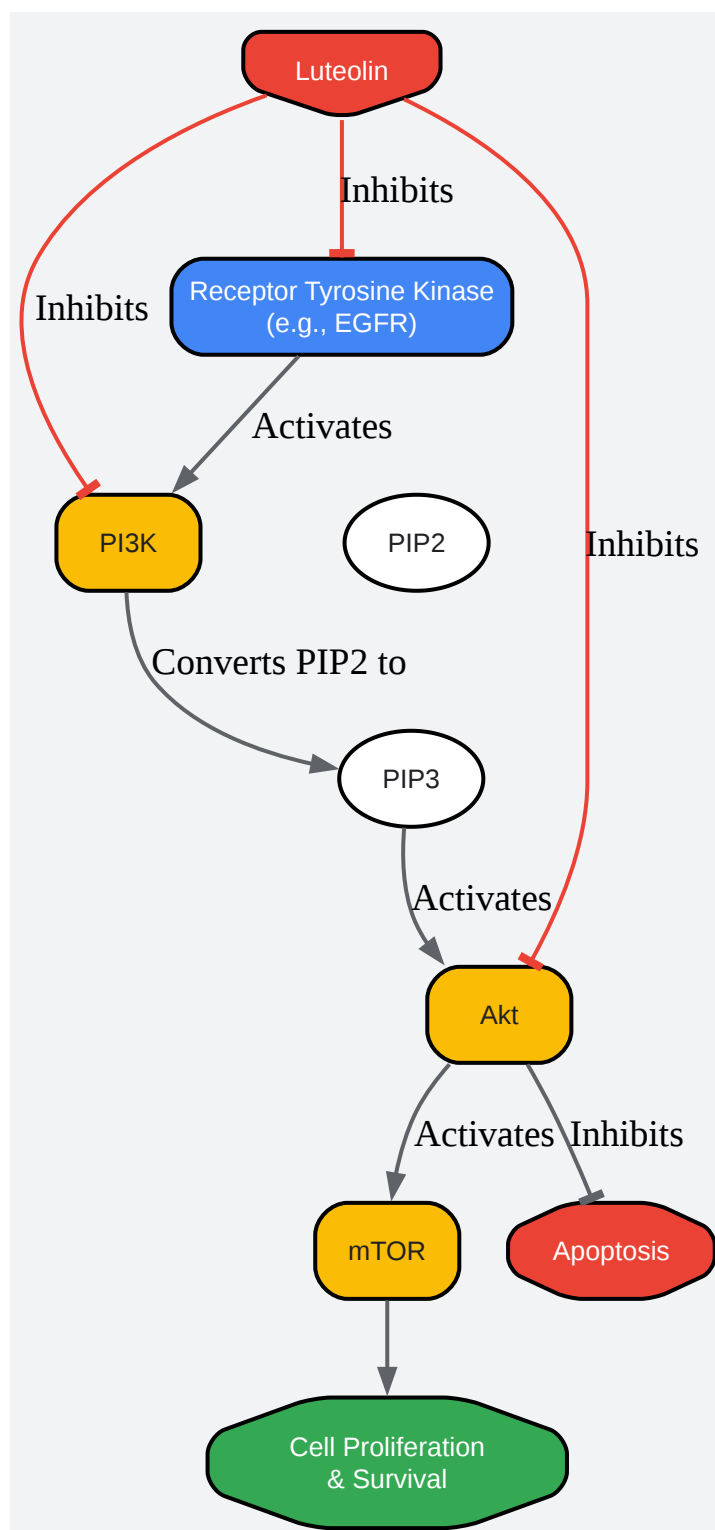 Luteolin
Inhibits
Receptor Tyrosine Kinase
(e.g., EGFR)
Inhibits
Activates
PI3K
PIP2
Inhibits
Converts PIP2 to
PIP3
Activates
Akt
Activates
Inhibits
mTOR
Apoptosis
Cell Proliferation
& Survival